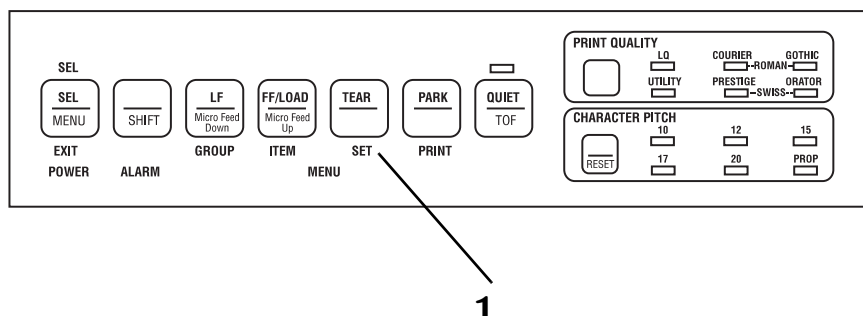 SEL
SEL
MENU
EXIT
POWER
SHIFT
ALARM
LF
Micro Feed
Down
GROUP
FF/LOAD
Micro Feed
Up
ITEM
TEAR
SET
MENU
PARK
PRINT
QUIET
TOF
PRINT QUALITY
LQ
UTILITY
COURIER GOTHIC
ROMAN
PRESTIGE ORATOR
SWISS
CHARACTER PITCH
RESET
10 12 15
17 20 PROP
1